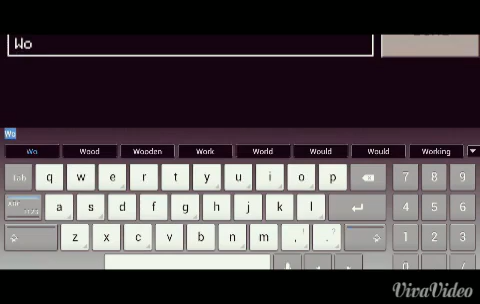 Wo
Wo
Wo Wood Wooden Work World Would Would Working
Tab q w e r t y u i o p 7 8 9
a s d f g h j k l 4 5 6
z x c v b n m , ! . ? 1 2 3
VivaVideo